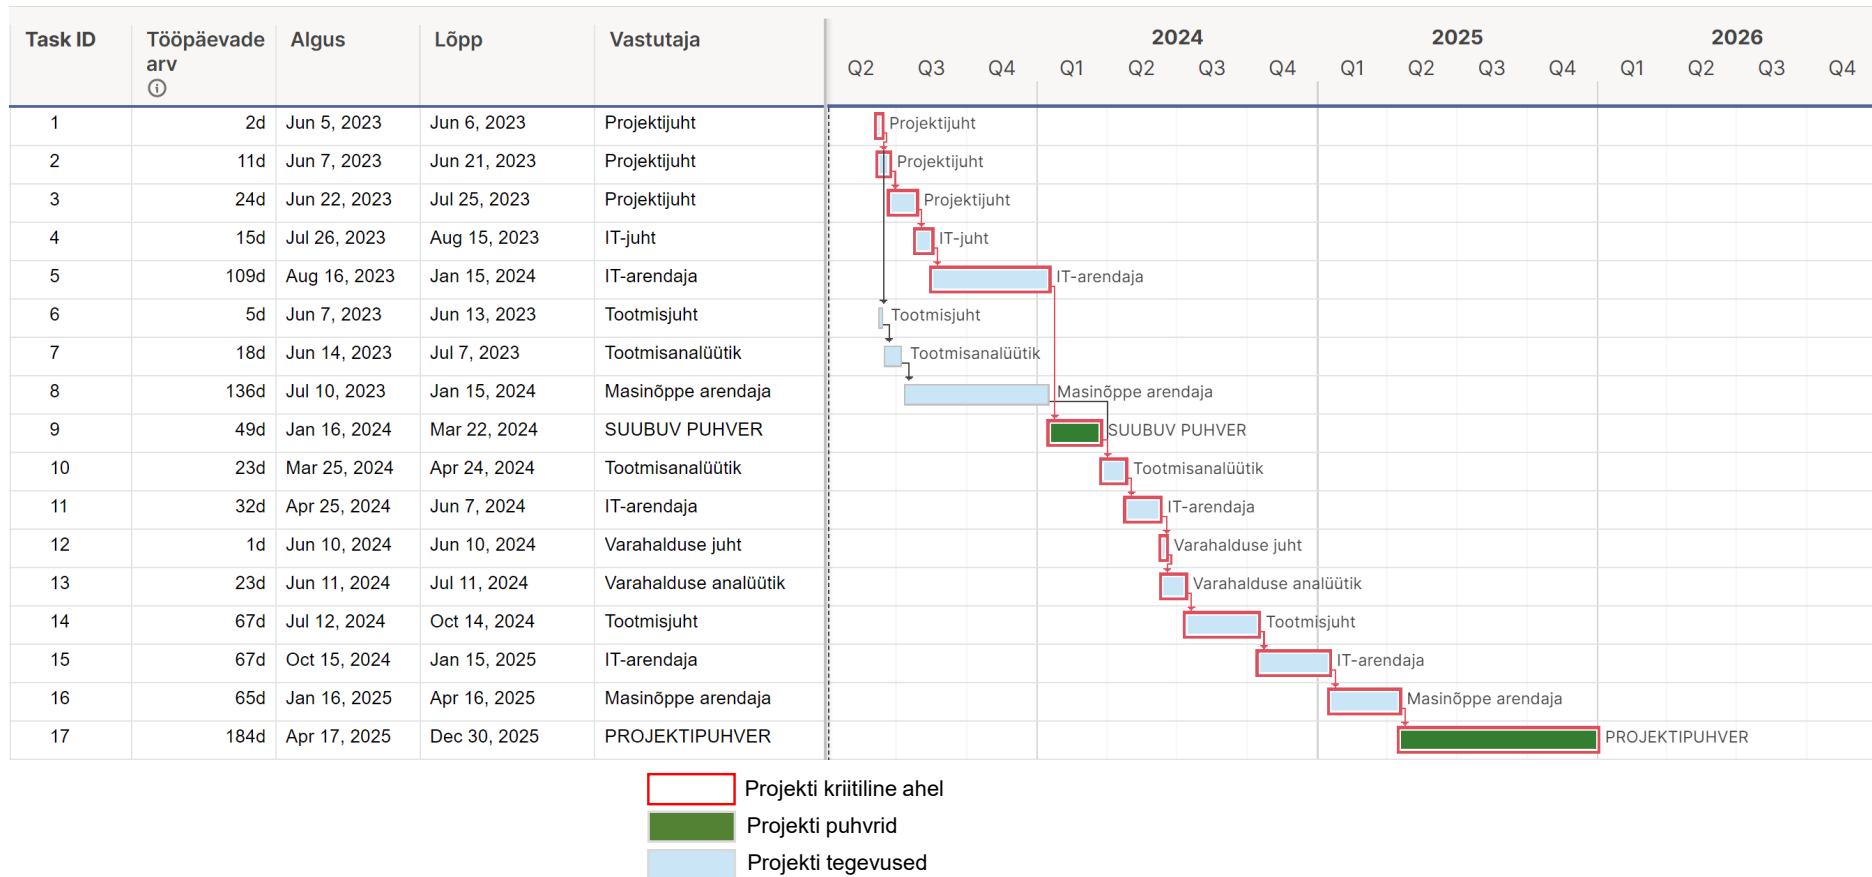 Task ID Tööpäevade arv Algus Lõpp Vastutaja
2024 2025 2026
Q2 Q3 Q4 Q1 Q2 Q3 Q4 Q1 Q2 Q3 Q4 Q1 Q2 Q3 Q4
1 2d Jun 5, 2023 Jun 6, 2023 Projektijuht Projektijuht
2 11d Jun 7, 2023 Jun 21, 2023 Projektijuht Projektijuht
3 24d Jun 22, 2023 Jul 25, 2023 Projektijuht Projektijuht
4 15d Jul 26, 2023 Aug 15, 2023 IT-juht IT-juht
5 109d Aug 16, 2023 Jan 15, 2024 IT-arendaja IT-arendaja
6 5d Jun 7, 2023 Jun 13, 2023 Tootmisjuht Tootmisjuht
7 18d Jun 14, 2023 Jul 7, 2023 Tootmisanalüütik Tootmisanalüütik
8 136d Jul 10, 2023 Jan 15, 2024 Masinõppe arendaja Masinõppe arendaja
9 49d Jan 16, 2024 Mar 22, 2024 SUUBUV PUHVER SUUBUV PUHVER
10 23d Mar 25, 2024 Apr 24, 2024 Tootmisanalüütik Tootmisanalüütik
11 32d Apr 25, 2024 Jun 7, 2024 IT-arendaja IT-arendaja
12 1d Jun 10, 2024 Jun 10, 2024 Varahalduse juht Varahalduse juht
13 23d Jun 11, 2024 Jul 11, 2024 Varahalduse analüütik Varahalduse analüütik
14 67d Jul 12, 2024 Oct 14, 2024 Tootmisjuht Tootmisjuht
15 67d Oct 15, 2024 Jan 15, 2025 IT-arendaja IT-arendaja
16 65d Jan 16, 2025 Apr 16, 2025 Masinõppe arendaja Masinõppe arendaja
17 184d Apr 17, 2025 Dec 30, 2025 PROJEKTIPUHVER PROJEKTIPUHVER
Projekti kriitiline ahel
Projekti puhvrid
Projekti tegevused